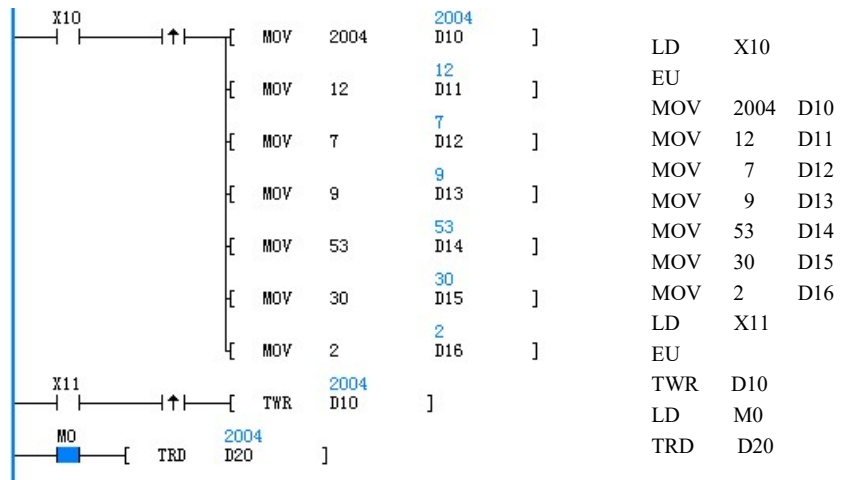 X10
2004
[ MOV 2004 D10 ]
12
[ MOV 12 D11 ]
7
[ MOV 7 D12 ]
9
[ MOV 9 D13 ]
53
[ MOV 53 D14 ]
30
[ MOV 30 D15 ]
2
[ MOV 2 D16 ]
X11
2004
[ TWR D10 ]
M0
2004
[ TRD D20 ]
LD X10
EU
MOV 2004 D10
MOV 12 D11
MOV 7 D12
MOV 9 D13
MOV 53 D14
MOV 30 D15
MOV 2 D16
LD X11
EU
TWR D10
LD M0
TRD D20